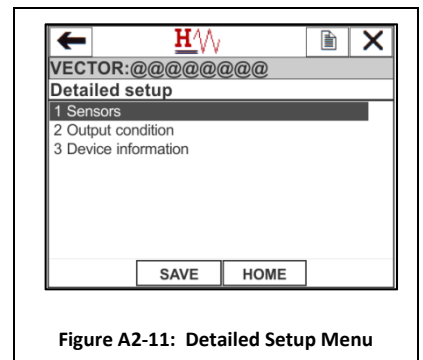 H
VECTOR:@@@@@@@@
Detailed setup
1 Sensors
2 Output condition
3 Device information
SAVE HOME
Figure A2-11: Detailed Setup Menu